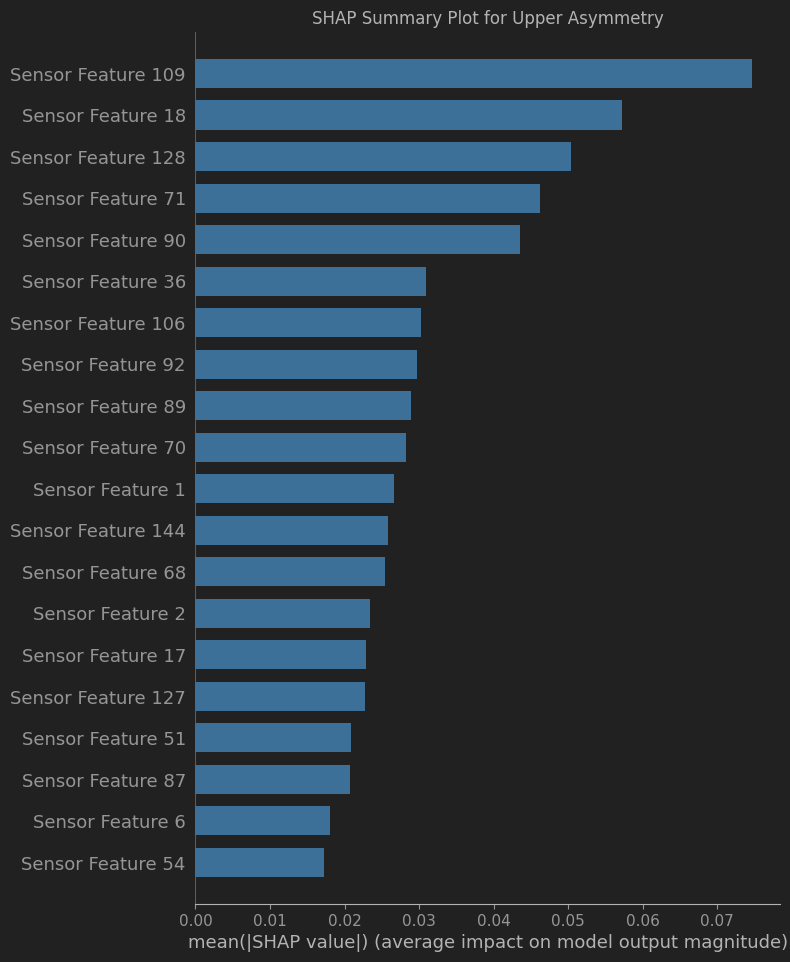 SHAP Summary Plot for Upper Asymmetry
Sensor Feature 109
Sensor Feature 18
Sensor Feature 128
Sensor Feature 71
Sensor Feature 90
Sensor Feature 36
Sensor Feature 106
Sensor Feature 92
Sensor Feature 89
Sensor Feature 70
Sensor Feature 1
Sensor Feature 144
Sensor Feature 68
Sensor Feature 2
Sensor Feature 17
Sensor Feature 127
Sensor Feature 51
Sensor Feature 87
Sensor Feature 6
Sensor Feature 54
0.00 0.01 0.02 0.03 0.04 0.05 0.06 0.07
mean(|SHAP value|) (average impact on model output magnitude)